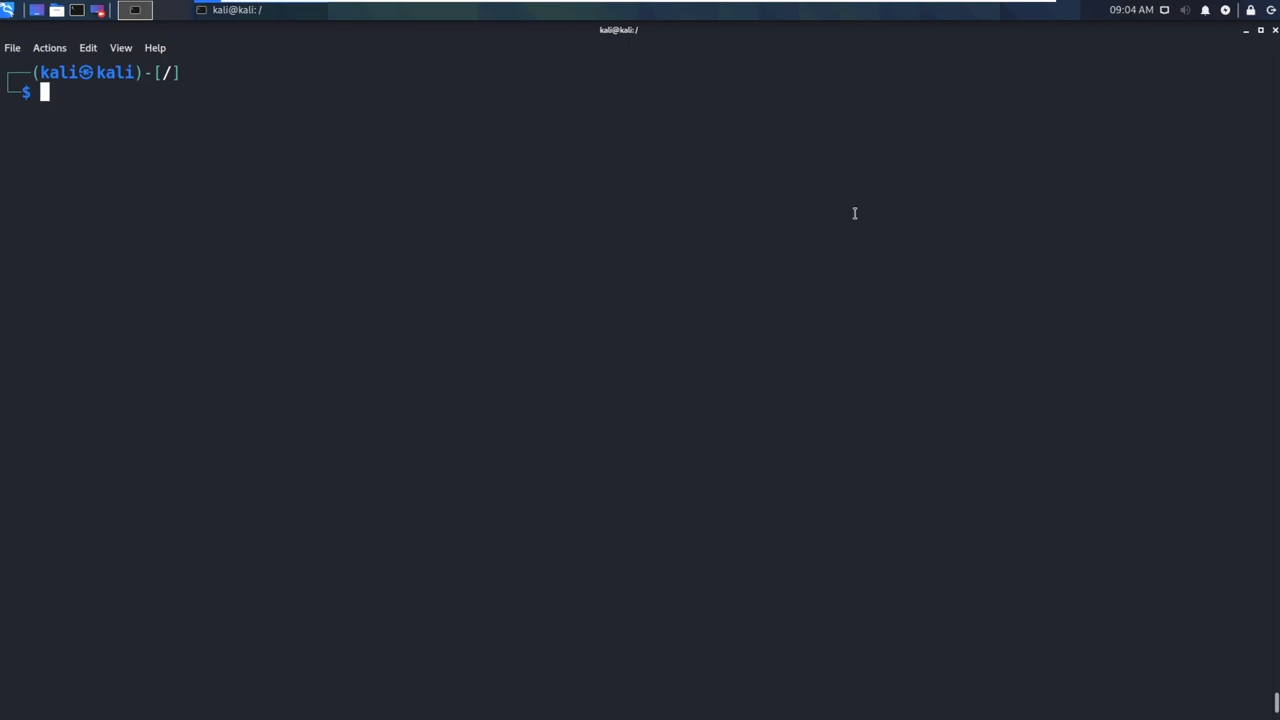 kali@kali: /
09:04 AM
kali@kali: /
File Actions Edit View Help
┌──(kali㉿kali)-[/]
└─$